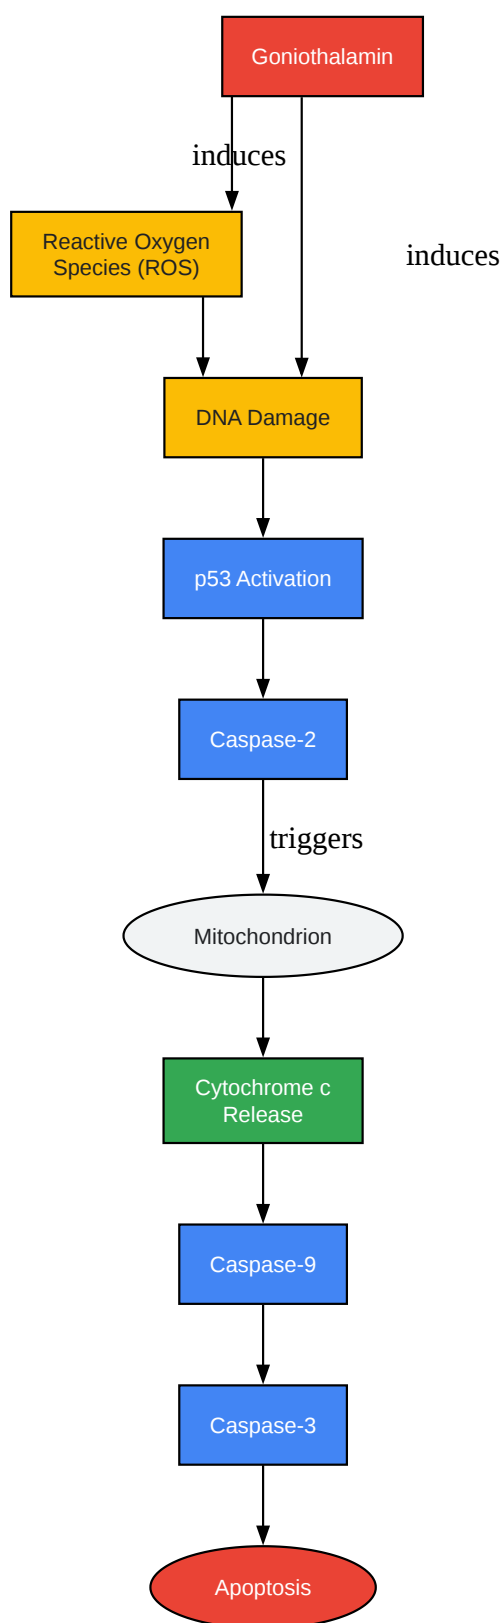 Goniothalamin
induces
Reactive Oxygen
Species (ROS)
induces
DNA Damage
p53 Activation
Caspase-2
triggers
Mitochondrion
Cytochrome c
Release
Caspase-9
Caspase-3
Apoptosis